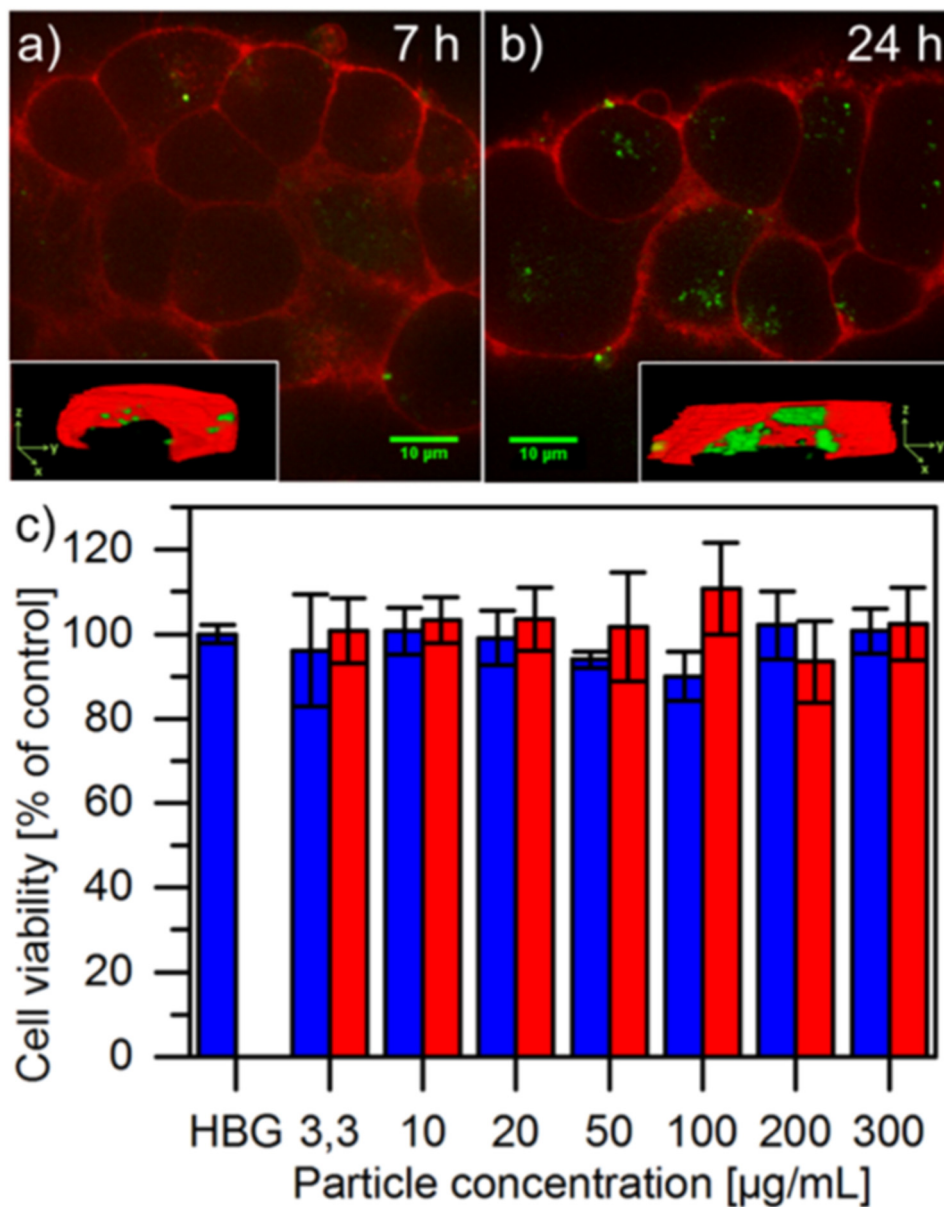 a) 7 h
b) 24 h
z
y
x
10 µm
10 µm
z
y
x
c)
Cell viability [% of control]
120
100
80
60
40
20
0
HBG 3,3 10 20 50 100 200 300
Particle concentration [µg/mL]